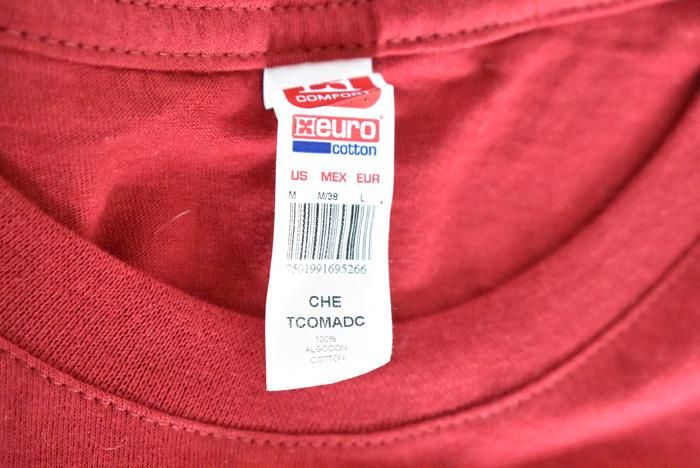 COMFORT
euro
cotton
US MEX EUR
M M/38 L
7501991695266
CHE
TCOMADC
100%
ALGODON
COTTON